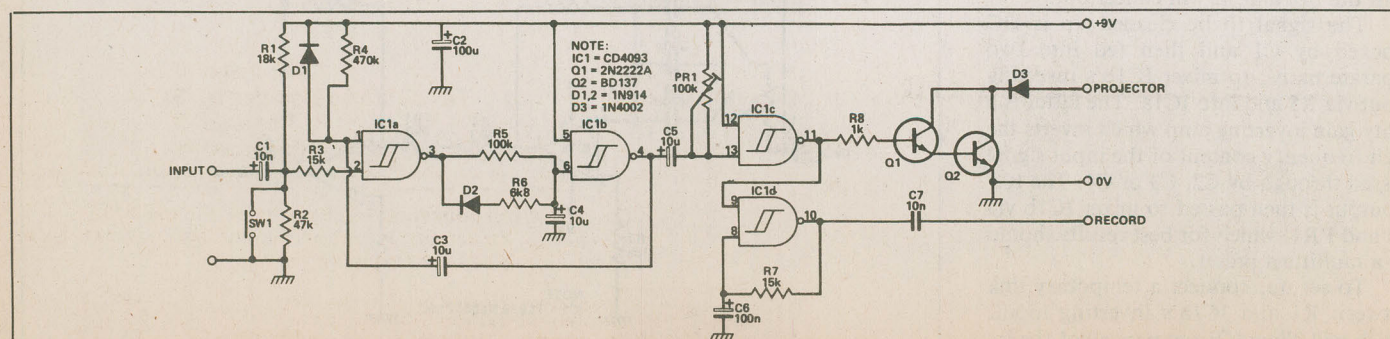 +9V
R1
18k
D1
R4
470k
+
C2
100u
NOTE:
IC1 = CD4093
Q1 = 2N2222A
Q2 = BD137
D1,2 = 1N914
D3 = 1N4002
PR1
100k
D3
PROJECTOR
IC1a
1
2
3
IC1b
5
6
4
IC1c
12
13
11
R8
1k
Q1
Q2
0V
C1
10n
+
INPUT
R3
15k
R5
100k
D2
R6
6k8
+
C4
10u
C5
10u
+
SW1
R2
47k
C3
10u
+
IC1d
9
8
10
C7
10n
RECORD
R7
15k
+
C6
100n